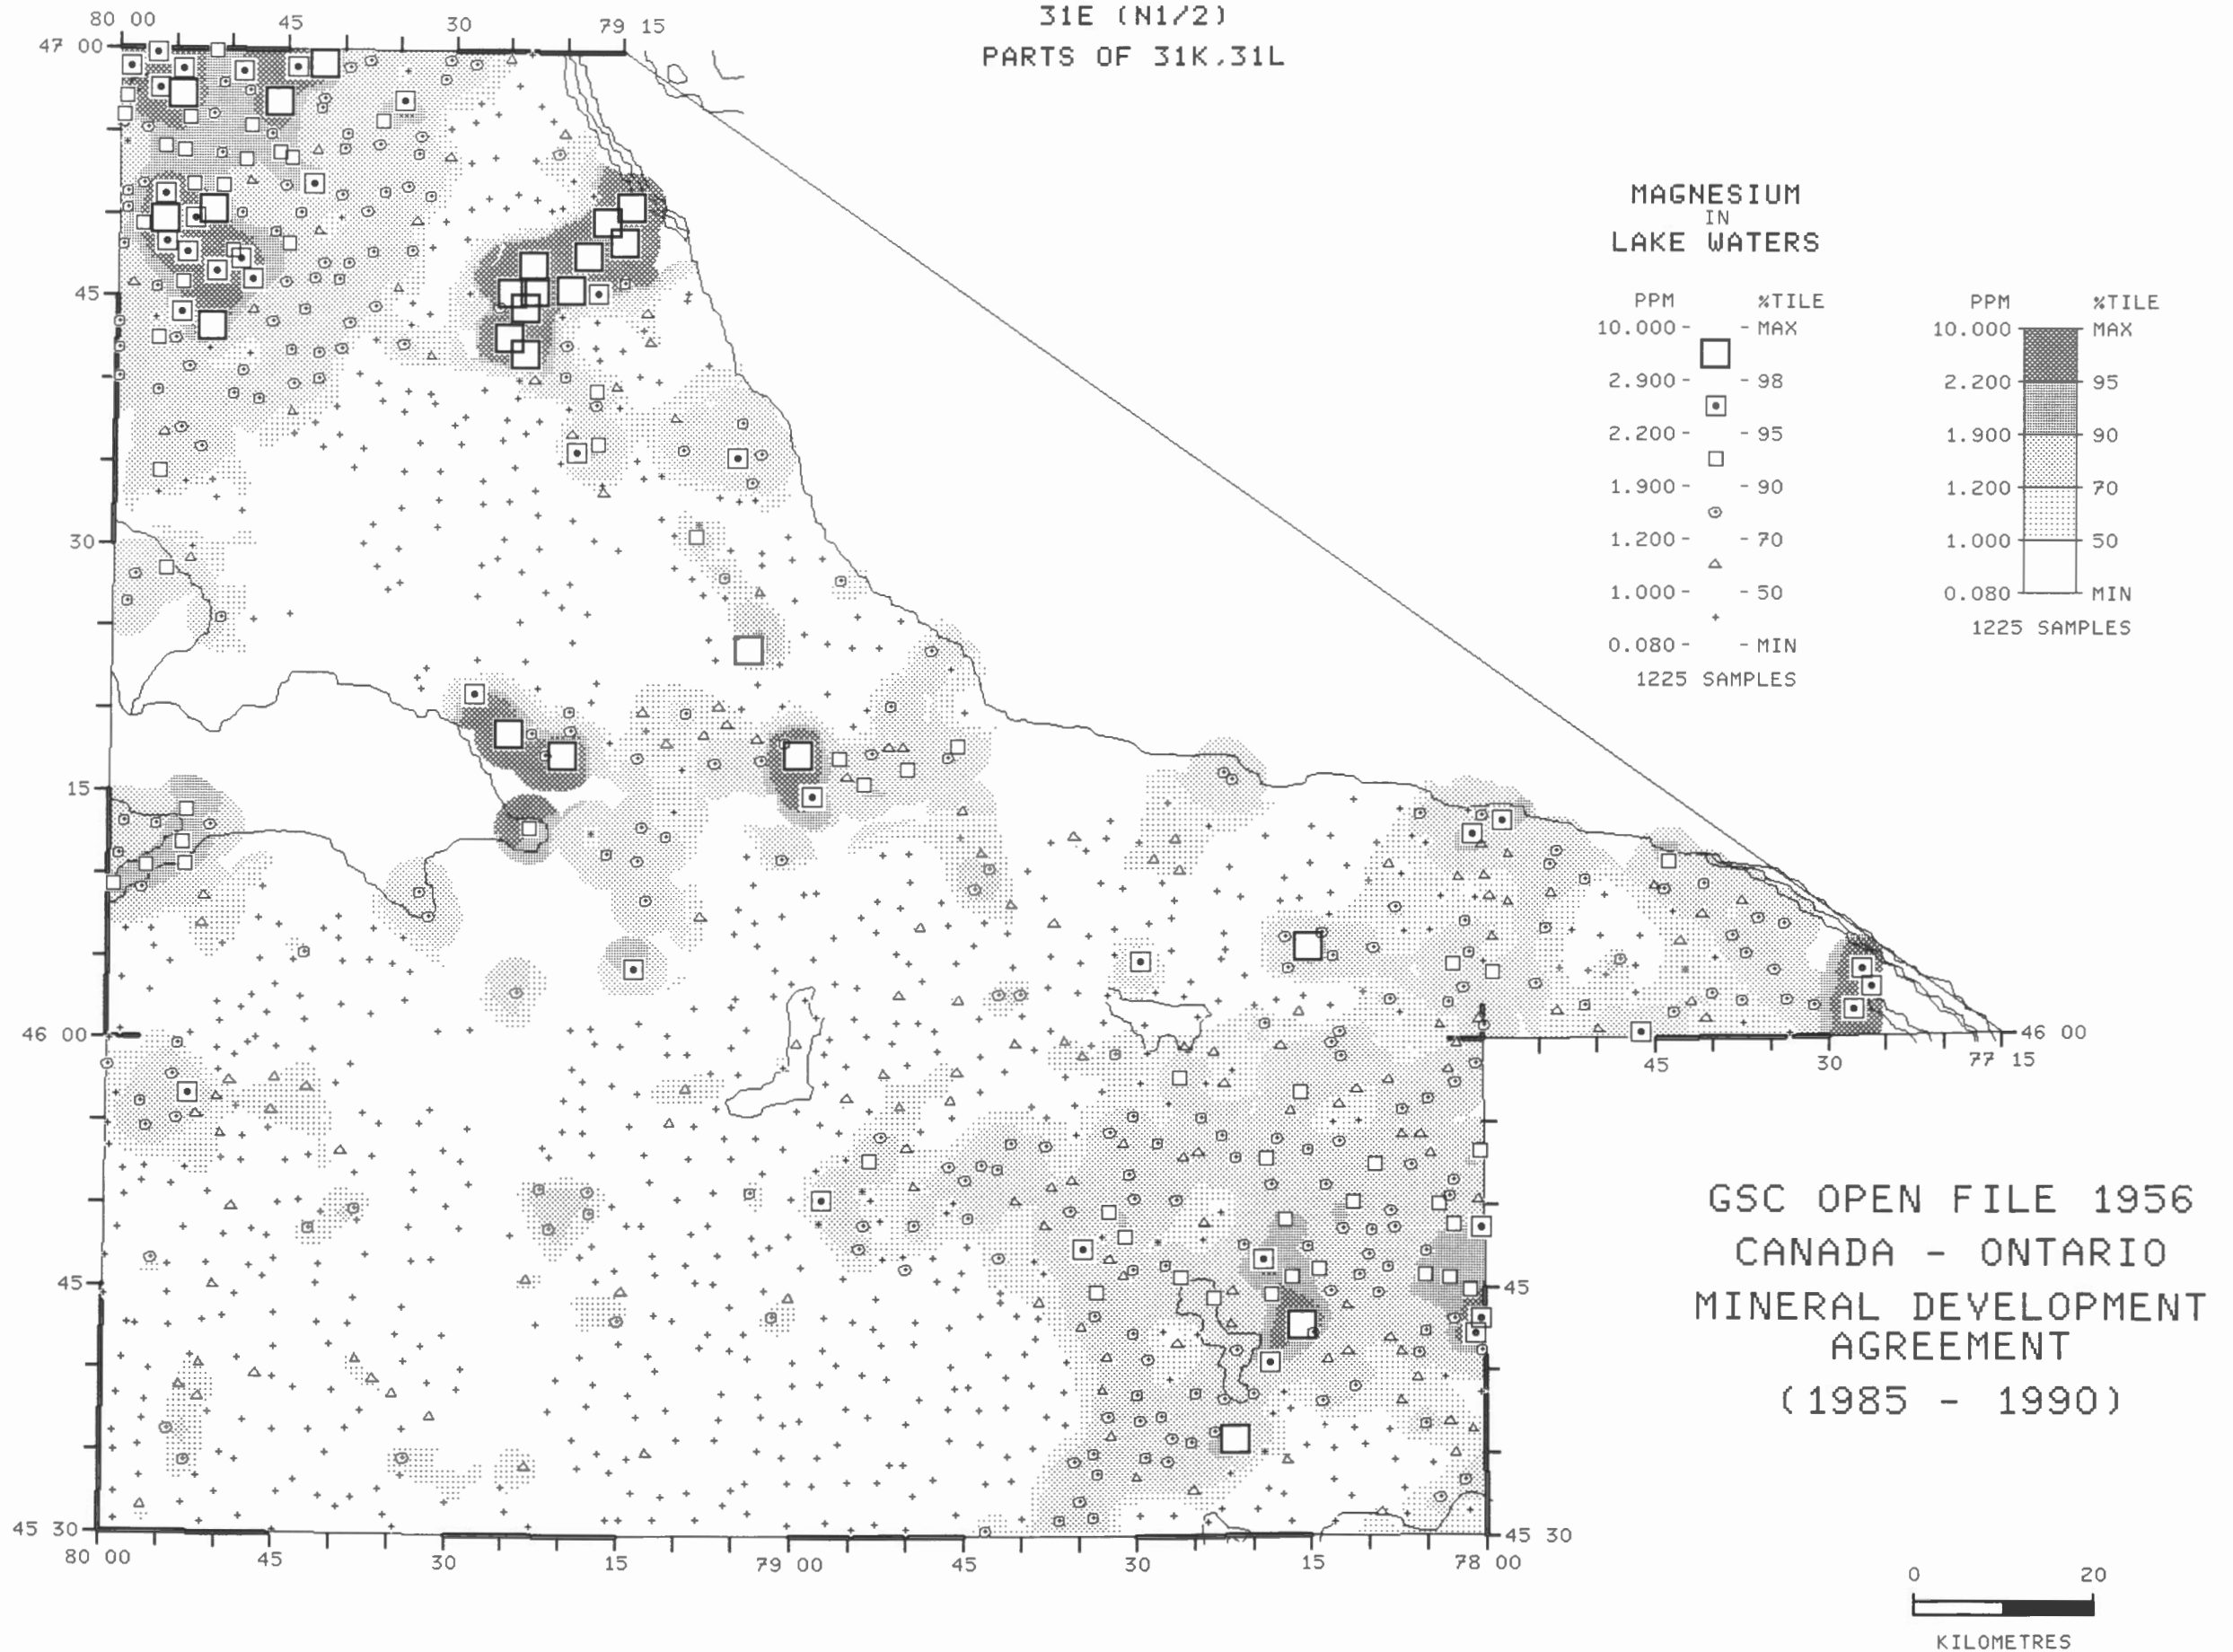 31E (N1/2)
PARTS OF 31K,31L
80 00 45 30 79 15
47 00
45
30
15
46 00
45
45 30
80 00 45 30 15 79 00 45 30 15 78 00
46 00
45 30 77 15
45
45 30
MAGNESIUM
IN
LAKE WATERS
PPM %TILE
10.000- - MAX
2.900- - 98
2.200- - 95
1.900- - 90
1.200- - 70
1.000- - 50
0.080- - MIN
1225 SAMPLES
PPM %TILE
10.000 MAX
2.200 95
1.900 90
1.200 70
1.000 50
0.080 MIN
1225 SAMPLES
GSC OPEN FILE 1956
CANADA - ONTARIO
MINERAL DEVELOPMENT
AGREEMENT
(1985 - 1990)
0 20
KILOMETRES